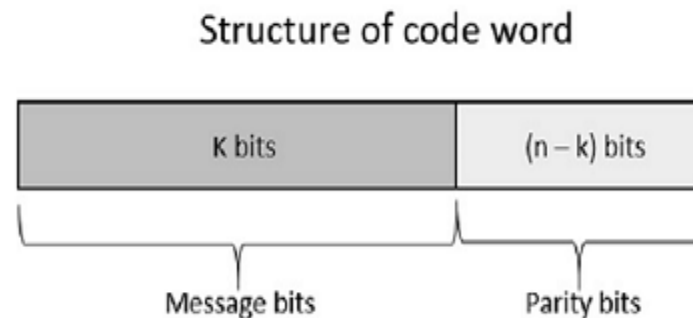 Structure of code word
K bits
(n – k) bits
Message bits
Parity bits